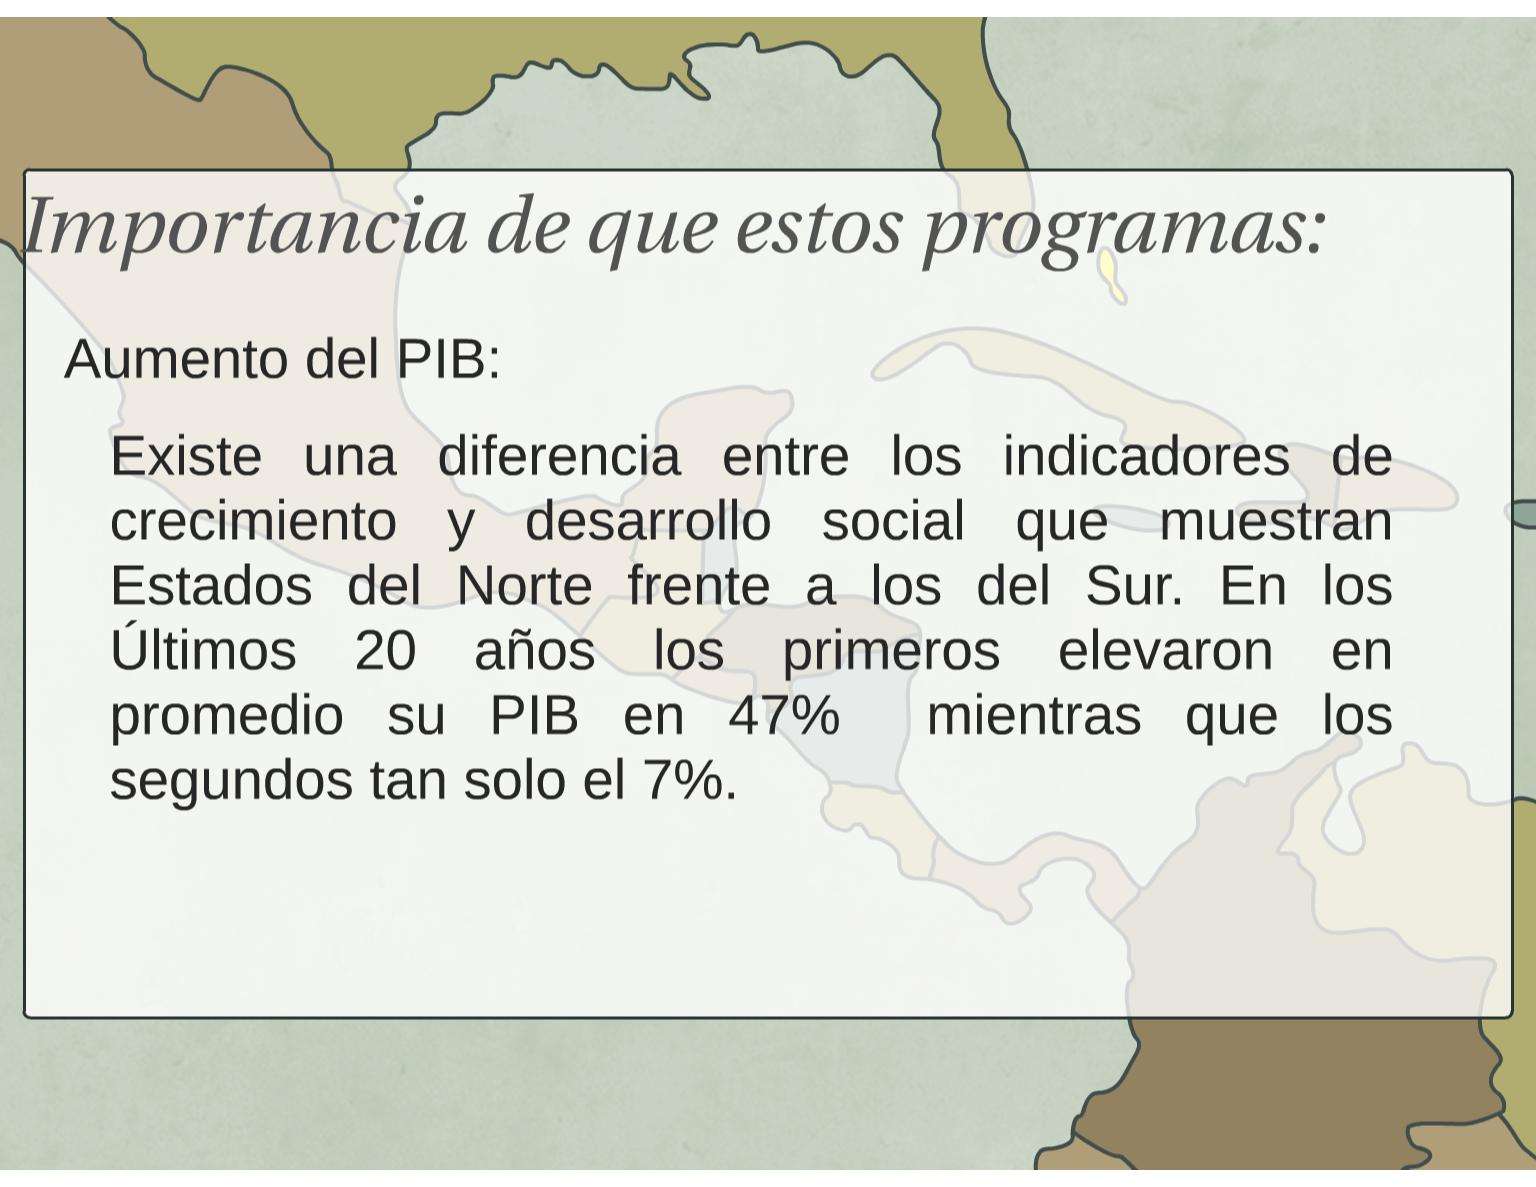 Importancia de que estos programas:
Aumento del PIB:
Existe una diferencia entre los indicadores de
crecimiento y desarrollo social que muestran
Estados del Norte frente a los del Sur. En los
Últimos 20 años los primeros elevaron en
promedio su PIB en 47% mientras que los
segundos tan solo el 7%.